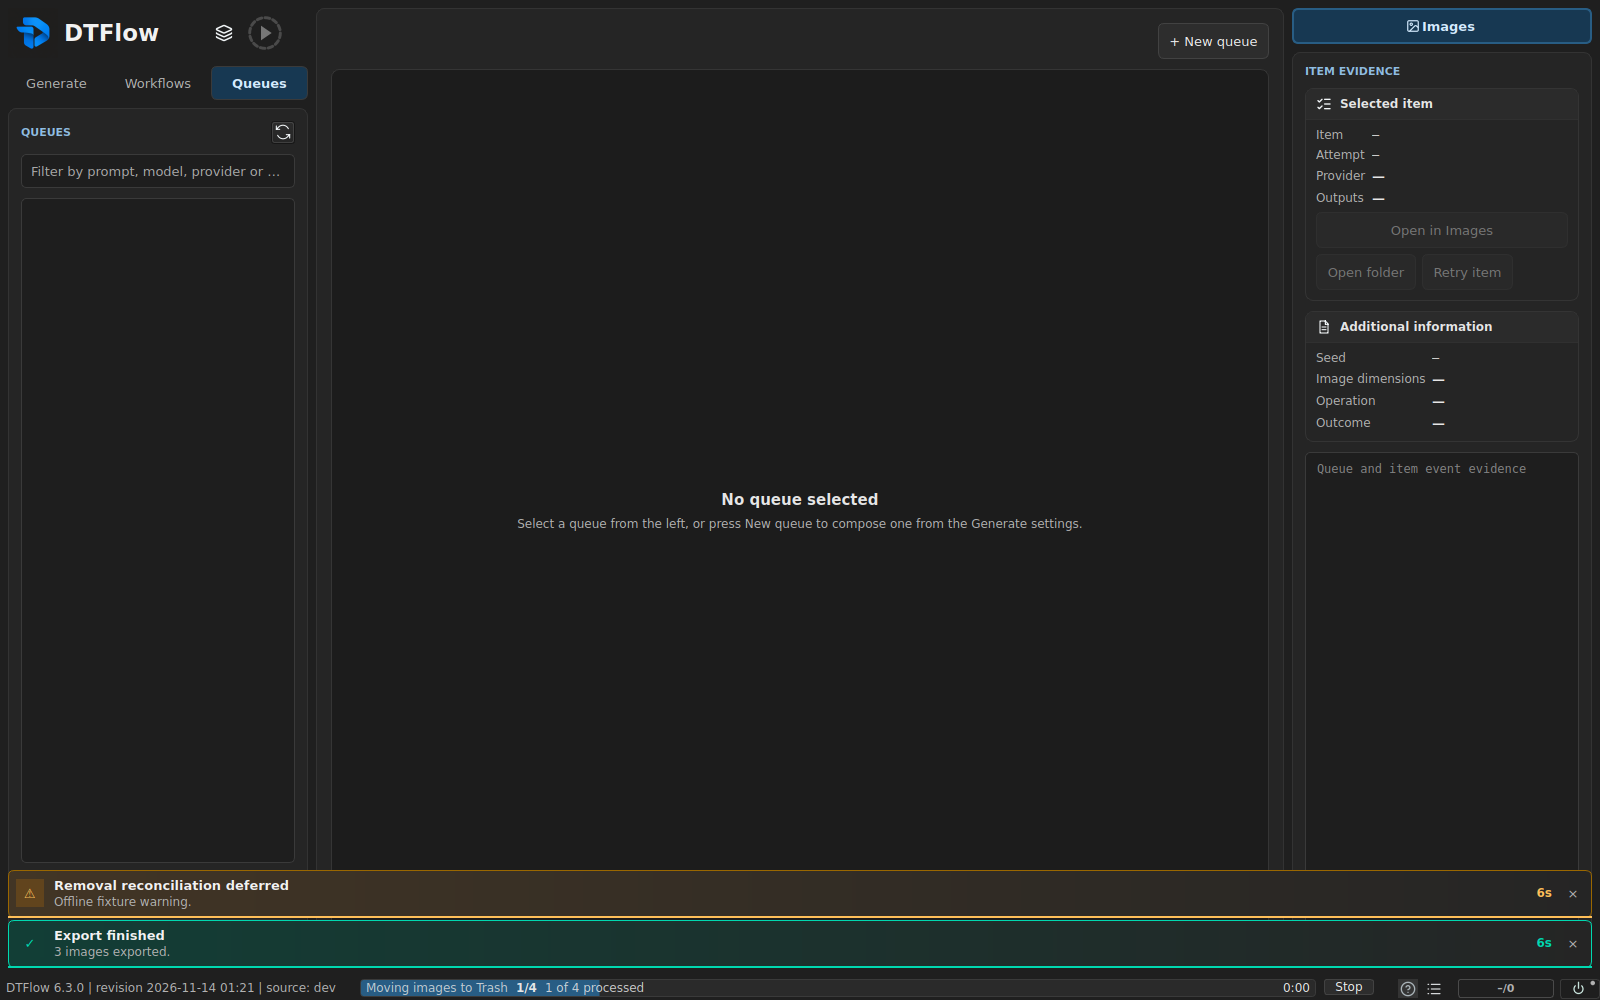 DTFlow
Generate
Workflows
Queues
QUEUES
Filter by prompt, model, provider or ...
+ New queue
No queue selected
Select a queue from the left, or press New queue to compose one from the Generate settings.
Images
ITEM EVIDENCE
Selected item
Item –
Attempt –
Provider —
Outputs —
Open in Images
Open folder
Retry item
Additional information
Seed –
Image dimensions —
Operation —
Outcome —
Queue and item event evidence
Removal reconciliation deferred
Offline fixture warning.
6s ×
Export finished
3 images exported.
6s ×
DTFlow 6.3.0 | revision 2026-11-14 01:21 | source: dev
Moving images to Trash 1/4 1 of 4 processed
0:00
Stop
–/0